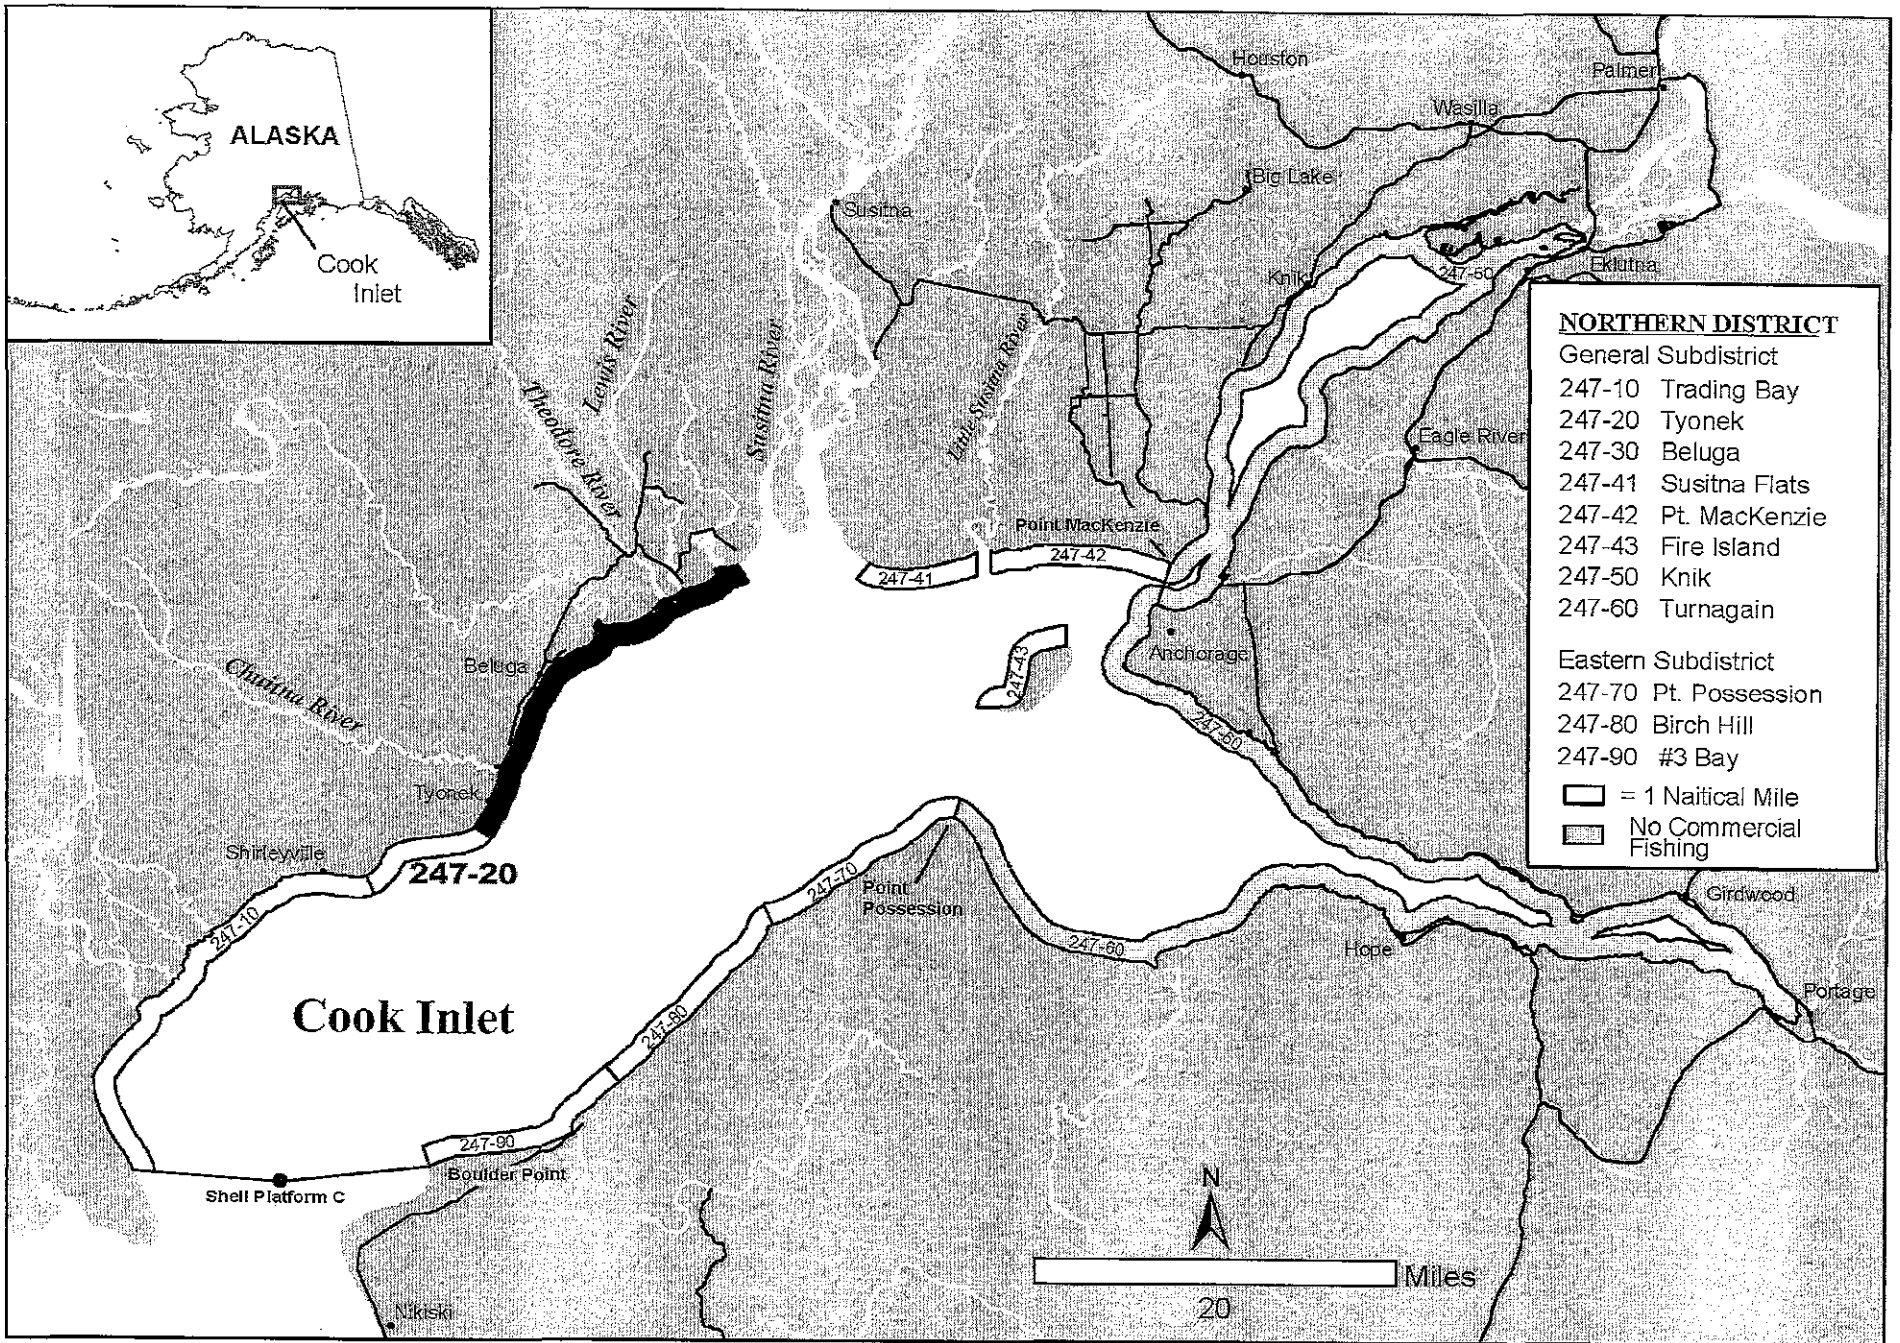 ALASKA
Cook
Inlet
Houston
Palmer
Wasilla
Big Lake
Susitna
Knik
247-50
Eklutna
Lewis River
Theodore River
Susitna River
Little Susitna River
Eagle River
Point MacKenzie
247-41
247-42
247-43
Anchorage
Beluga
Chuitna River
Tyonek
247-60
Shirleyville
247-20
247-10
247-70
Point
Possession
247-60
Hope
Girdwood
Portage
Cook Inlet
247-80
247-90
Boulder Point
Shell Platform C
Nikiski
N
Miles
20
NORTHERN DISTRICT
General Subdistrict
247-10 Trading Bay
247-20 Tyonek
247-30 Beluga
247-41 Susitna Flats
247-42 Pt. MacKenzie
247-43 Fire Island
247-50 Knik
247-60 Turnagain
Eastern Subdistrict
247-70 Pt. Possession
247-80 Birch Hill
247-90 #3 Bay
= 1 Naitical Mile
No Commercial
Fishing